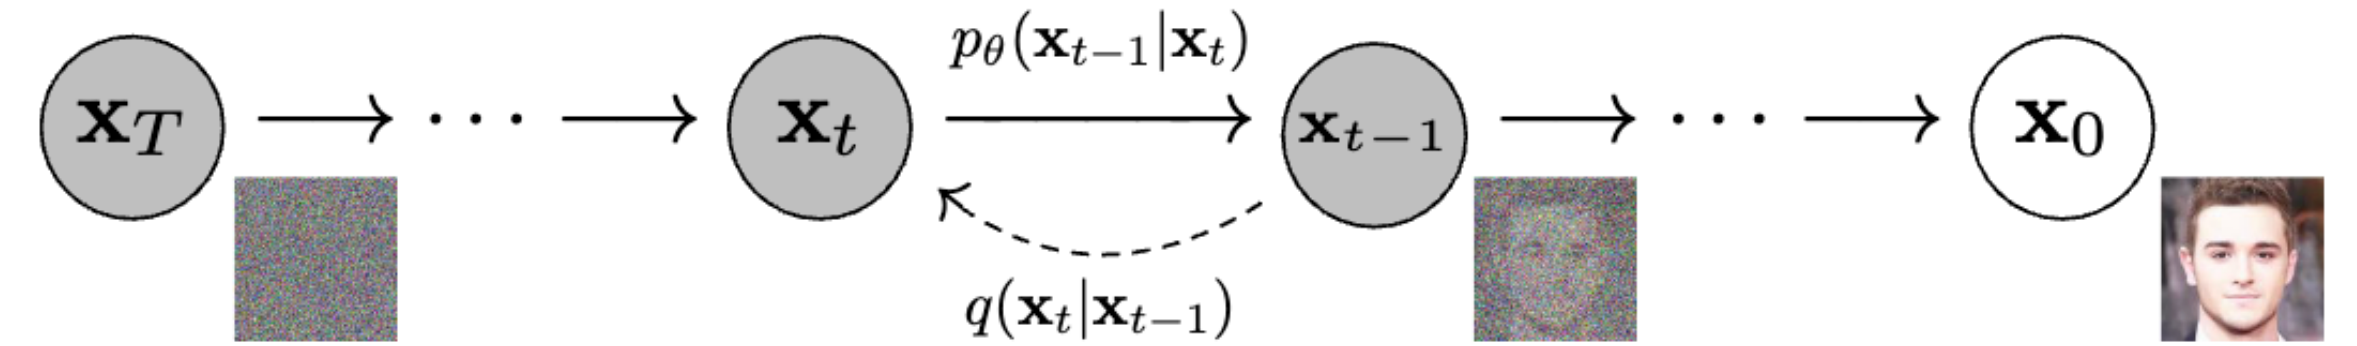 p_θ(x_{t−1}|x_t)
x_T → ⋯ → x_t → x_{t−1} → ⋯ → x_0
q(x_t|x_{t−1})